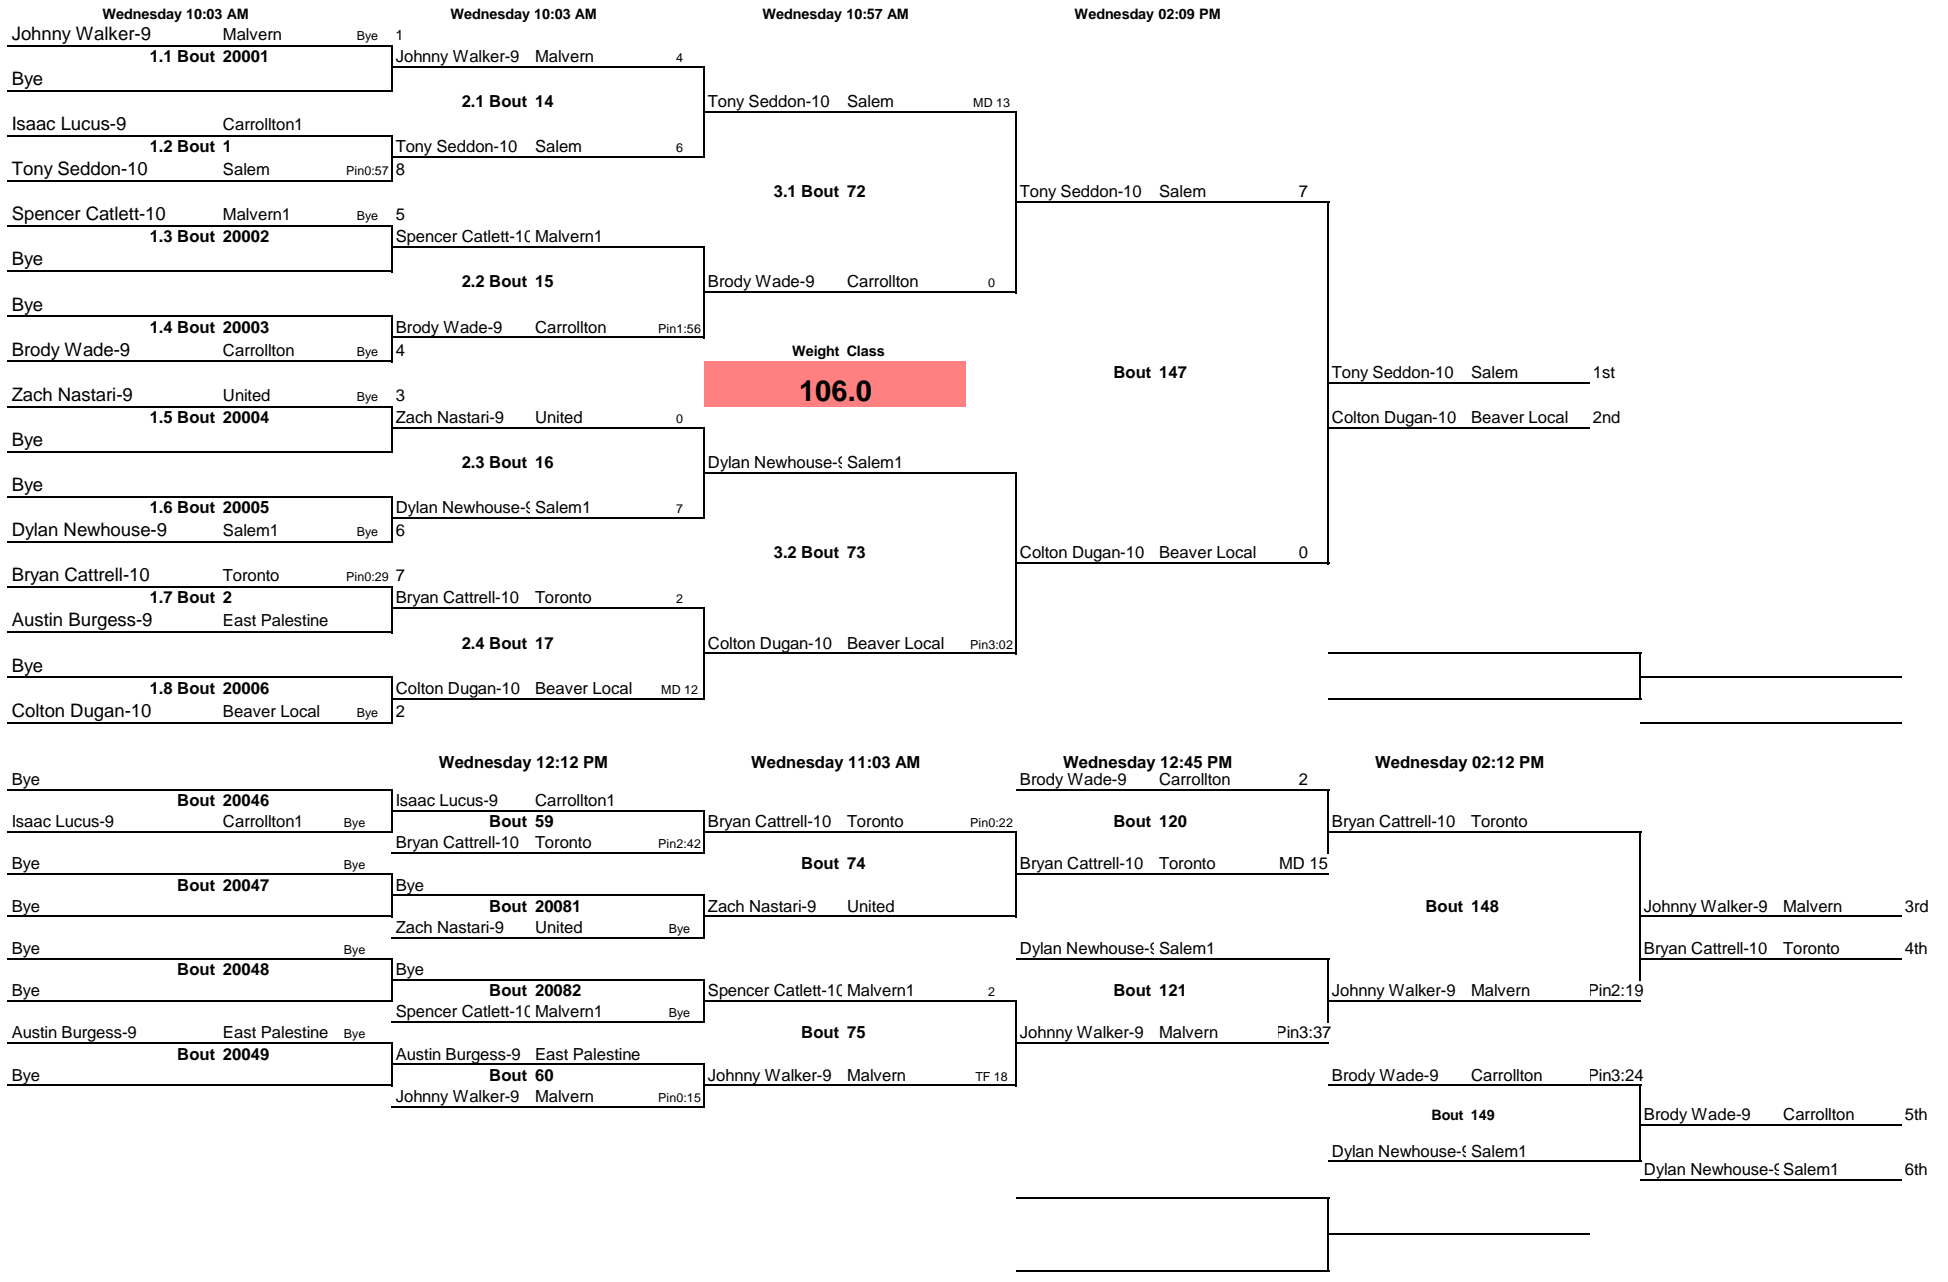 Wednesday 10:03 AM Wednesday 10:03 AM Wednesday 10:57 AM Wednesday 02:09 PM
Johnny Walker-9 Malvern Bye 1
1.1 Bout 20001 Johnny Walker-9 Malvern 4
Bye
2.1 Bout 14 Tony Seddon-10 Salem MD 13
Isaac Lucus-9 Carrollton1
1.2 Bout 1 Tony Seddon-10 Salem 6
Tony Seddon-10 Salem Pin0:57 8
3.1 Bout 72 Tony Seddon-10 Salem 7
Spencer Catlett-10 Malvern1 Bye 5
1.3 Bout 20002 Spencer Catlett-1( Malvern1
Bye
2.2 Bout 15 Brody Wade-9 Carrollton 0
Bye
1.4 Bout 20003 Brody Wade-9 Carrollton Pin1:56
Brody Wade-9 Carrollton Bye 4 Weight Class
Bout 147 Tony Seddon-10 Salem 1st
Zach Nastari-9 United Bye 3 106.0
1.5 Bout 20004 Zach Nastari-9 United 0 Colton Dugan-10 Beaver Local 2nd
Bye
2.3 Bout 16 Dylan Newhouse-9 Salem1
Bye
1.6 Bout 20005 Dylan Newhouse-9 Salem1 7
Dylan Newhouse-9 Salem1 Bye 6
3.2 Bout 73 Colton Dugan-10 Beaver Local 0
Bryan Cattrell-10 Toronto Pin0:29 7
1.7 Bout 2 Bryan Cattrell-10 Toronto 2
Austin Burgess-9 East Palestine
2.4 Bout 17 Colton Dugan-10 Beaver Local Pin3:02
Bye
1.8 Bout 20006 Colton Dugan-10 Beaver Local MD 12
Colton Dugan-10 Beaver Local Bye 2
Wednesday 12:12 PM Wednesday 11:03 AM Wednesday 12:45 PM Wednesday 02:12 PM
Bye Brody Wade-9 Carrollton 2
Bout 20046 Isaac Lucus-9 Carrollton1
Isaac Lucus-9 Carrollton1 Bye Bout 59 Bryan Cattrell-10 Toronto Pin0:22 Bout 120 Bryan Cattrell-10 Toronto
Bryan Cattrell-10 Toronto Pin2:42
Bye Bye Bout 74 Bryan Cattrell-10 Toronto MD 15
Bout 20047 Bye
Bye Bout 20081 Zach Nastari-9 United Bout 148 Johnny Walker-9 Malvern 3rd
Zach Nastari-9 United Bye
Bye Bye Dylan Newhouse-9 Salem1 Bryan Cattrell-10 Toronto 4th
Bout 20048 Bye
Bye Bout 20082 Spencer Catlett-1( Malvern1 2 Bout 121 Johnny Walker-9 Malvern Pin2:19
Spencer Catlett-1( Malvern1 Bye
Austin Burgess-9 East Palestine Bye Bout 75 Johnny Walker-9 Malvern Pin3:37
Bout 20049 Austin Burgess-9 East Palestine
Bye Bout 60 Johnny Walker-9 Malvern TF 18 Brody Wade-9 Carrollton Pin3:24
Johnny Walker-9 Malvern Pin0:15
Bout 149 Brody Wade-9 Carrollton 5th
Dylan Newhouse-9 Salem1
Dylan Newhouse-9 Salem1 6th